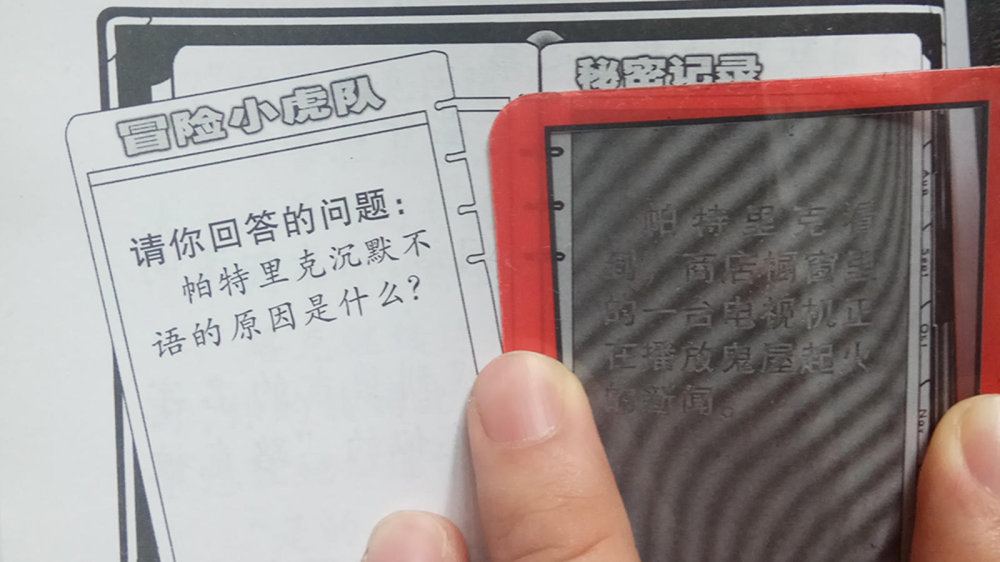 冒险小虎队
请你回答的问题:
帕特里克沉默不
语的原因是什么?
秘密记录
帕特里克看
到,商店橱窗里
的一台电视机正
在播放鬼屋起火
的新闻。
Aug
Sept
Okt
Nov